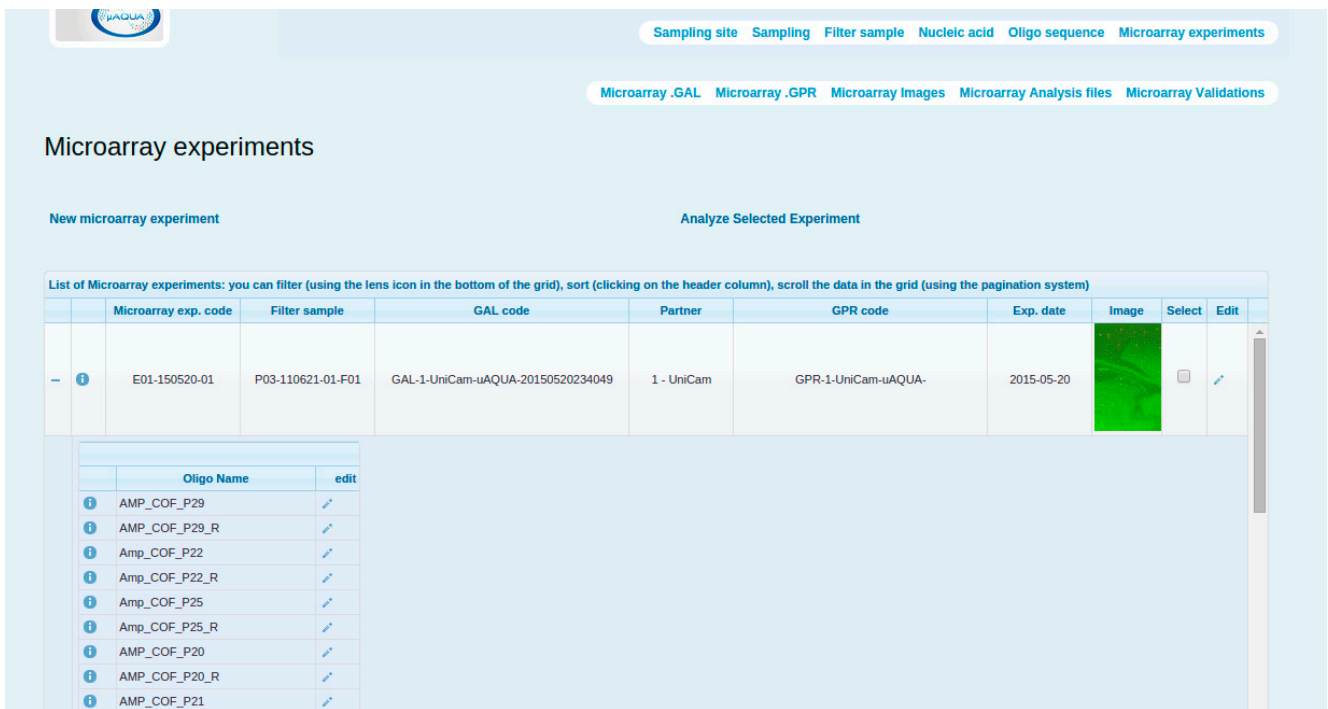 µAQUA
Sampling site Sampling Filter sample Nucleic acid Oligo sequence Microarray experiments
Microarray .GAL Microarray .GPR Microarray Images Microarray Analysis files Microarray Validations
Microarray experiments
New microarray experiment Analyze Selected Experiment
List of Microarray experiments: you can filter (using the lens icon in the bottom of the grid), sort (clicking on the header column), scroll the data in the grid (using the pagination system)
Microarray exp. code Filter sample GAL code Partner GPR code Exp. date Image Select Edit
E01-150520-01 P03-110621-01-F01 GAL-1-UniCam-uAQUA-20150520234049 1 - UniCam GPR-1-UniCam-uAQUA- 2015-05-20
Oligo Name edit
AMP_COF_P29
AMP_COF_P29_R
Amp_COF_P22
Amp_COF_P22_R
Amp_COF_P25
Amp_COF_P25_R
AMP_COF_P20
AMP_COF_P20_R
AMP_COF_P21